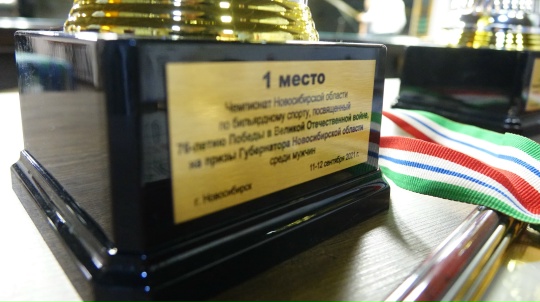 1 место
Чемпионат Новосибирской области
по бильярдному спорту, посвященный
76-летию Победы в Великой Отечественной войне,
на призы Губернатора Новосибирской области
среди мужчин
11-12 сентября 2021 г.
г. Новосибирск